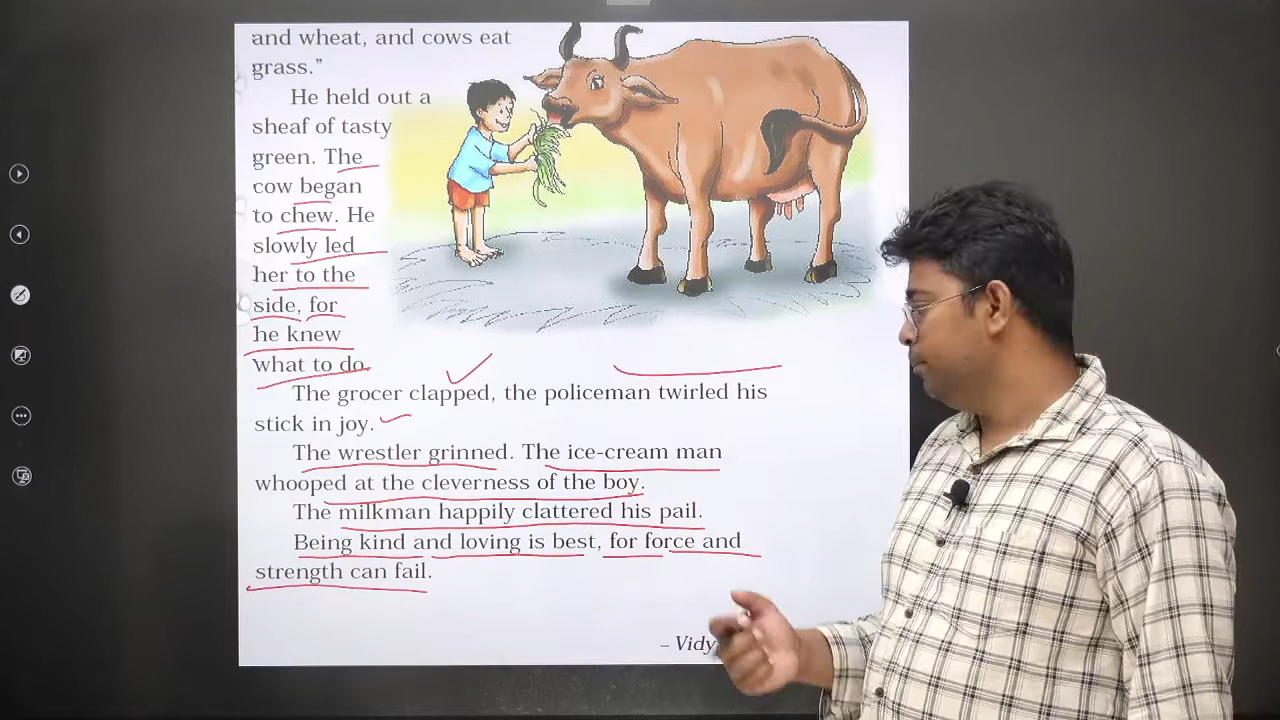 and wheat, and cows eat
grass."
He held out a
sheaf of tasty
green. The
cow began
to chew. He
slowly led
her to the
side, for
he knew
what to do.
The grocer clapped, the policeman twirled his
stick in joy.
The wrestler grinned. The ice-cream man
whooped at the cleverness of the boy.
The milkman happily clattered his pail.
Being kind and loving is best, for force and
strength can fail.
–